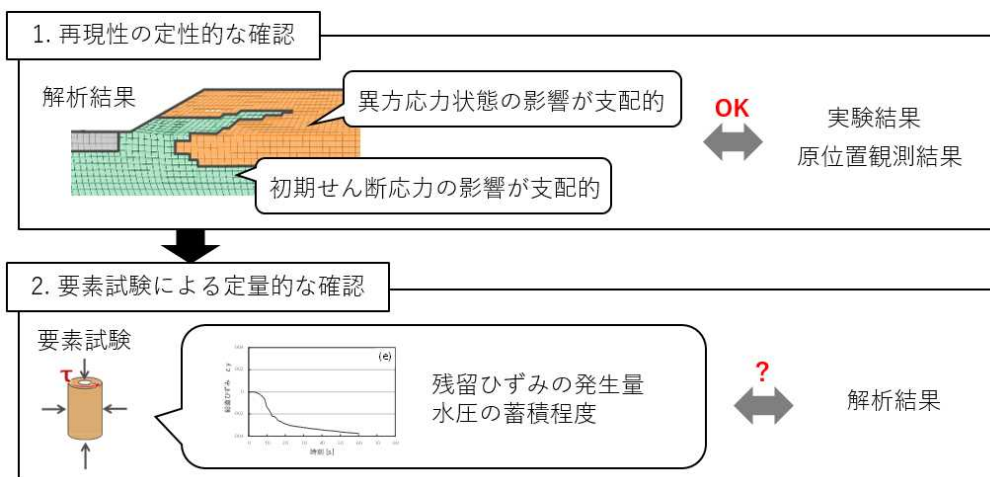 1. 再現性の定性的な確認
解析結果
異方応力状態の影響が支配的
初期せん断応力の影響が支配的
OK
実験結果
原位置観測結果
2. 要素試験による定量的な確認
要素試験
τ
(e)
時刻 [s]
残留ひずみの発生量
水圧の蓄積程度
?
解析結果